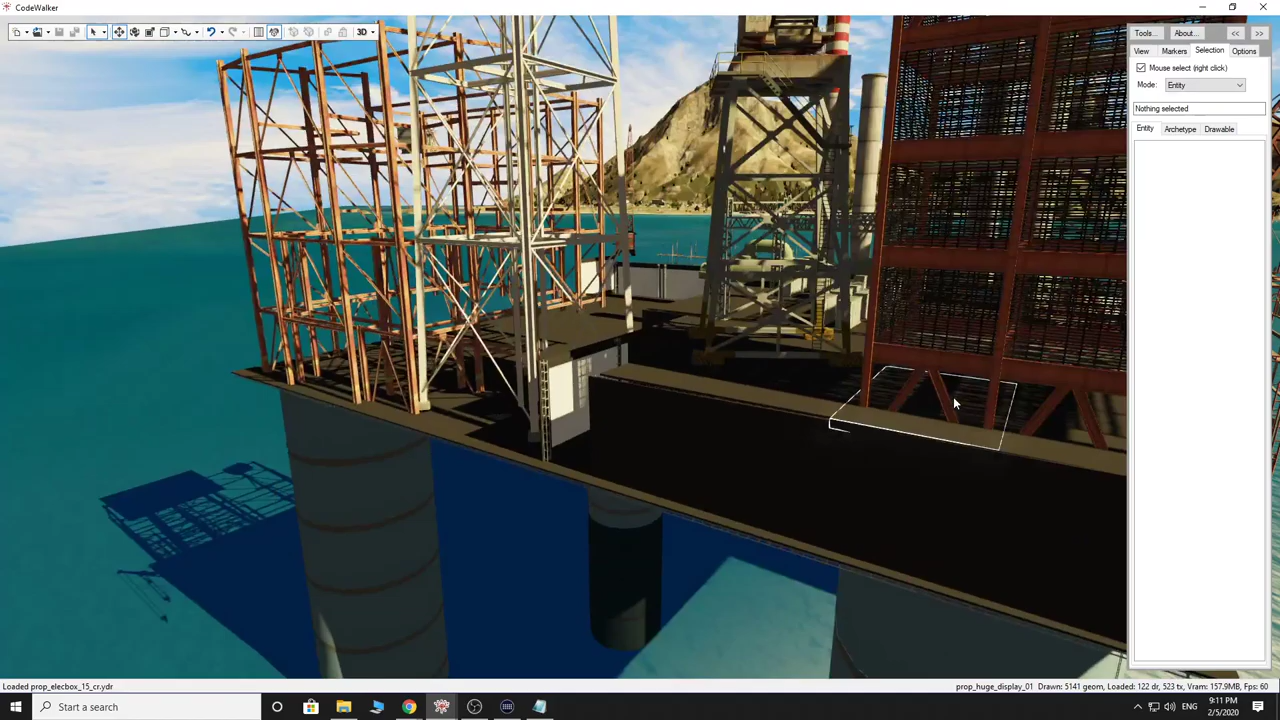 CodeWalker
3D
Tools... About... << >>
View Markers Selection Options
Mouse select (right click)
Mode: Entity
Nothing selected
Entity Archetype Drawable
Loaded prop_elecbox_15_cr.ydr
prop_huge_display_01 Drawn: 5141 geom, Loaded: 122 dr, 523 tx, Vram: 157.9MB, Fps: 60
Start a search
ENG
9:11 PM
2/5/2020